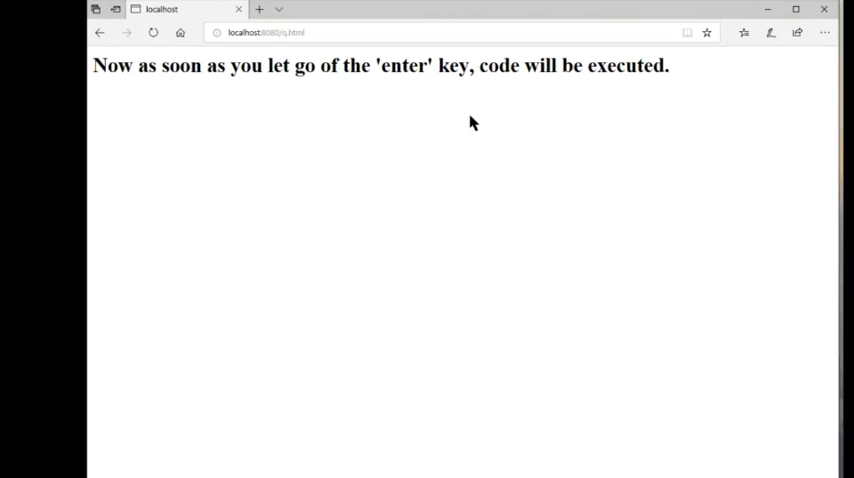 localhost
localhost:8080/q.html
Now as soon as you let go of the 'enter' key, code will be executed.